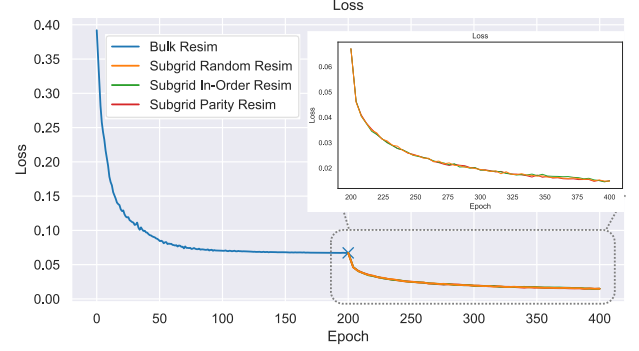 Loss
0.40
0.35
0.30
0.25
0.20
0.15
0.10
0.05
0.00
Loss
Bulk Resim
Subgrid Random Resim
Subgrid In-Order Resim
Subgrid Parity Resim
0 50 100 150 200 250 300 350 400
Epoch
Loss
0.06
0.05
0.04
0.03
0.02
Loss
200 225 250 275 300 325 350 375 400
Epoch